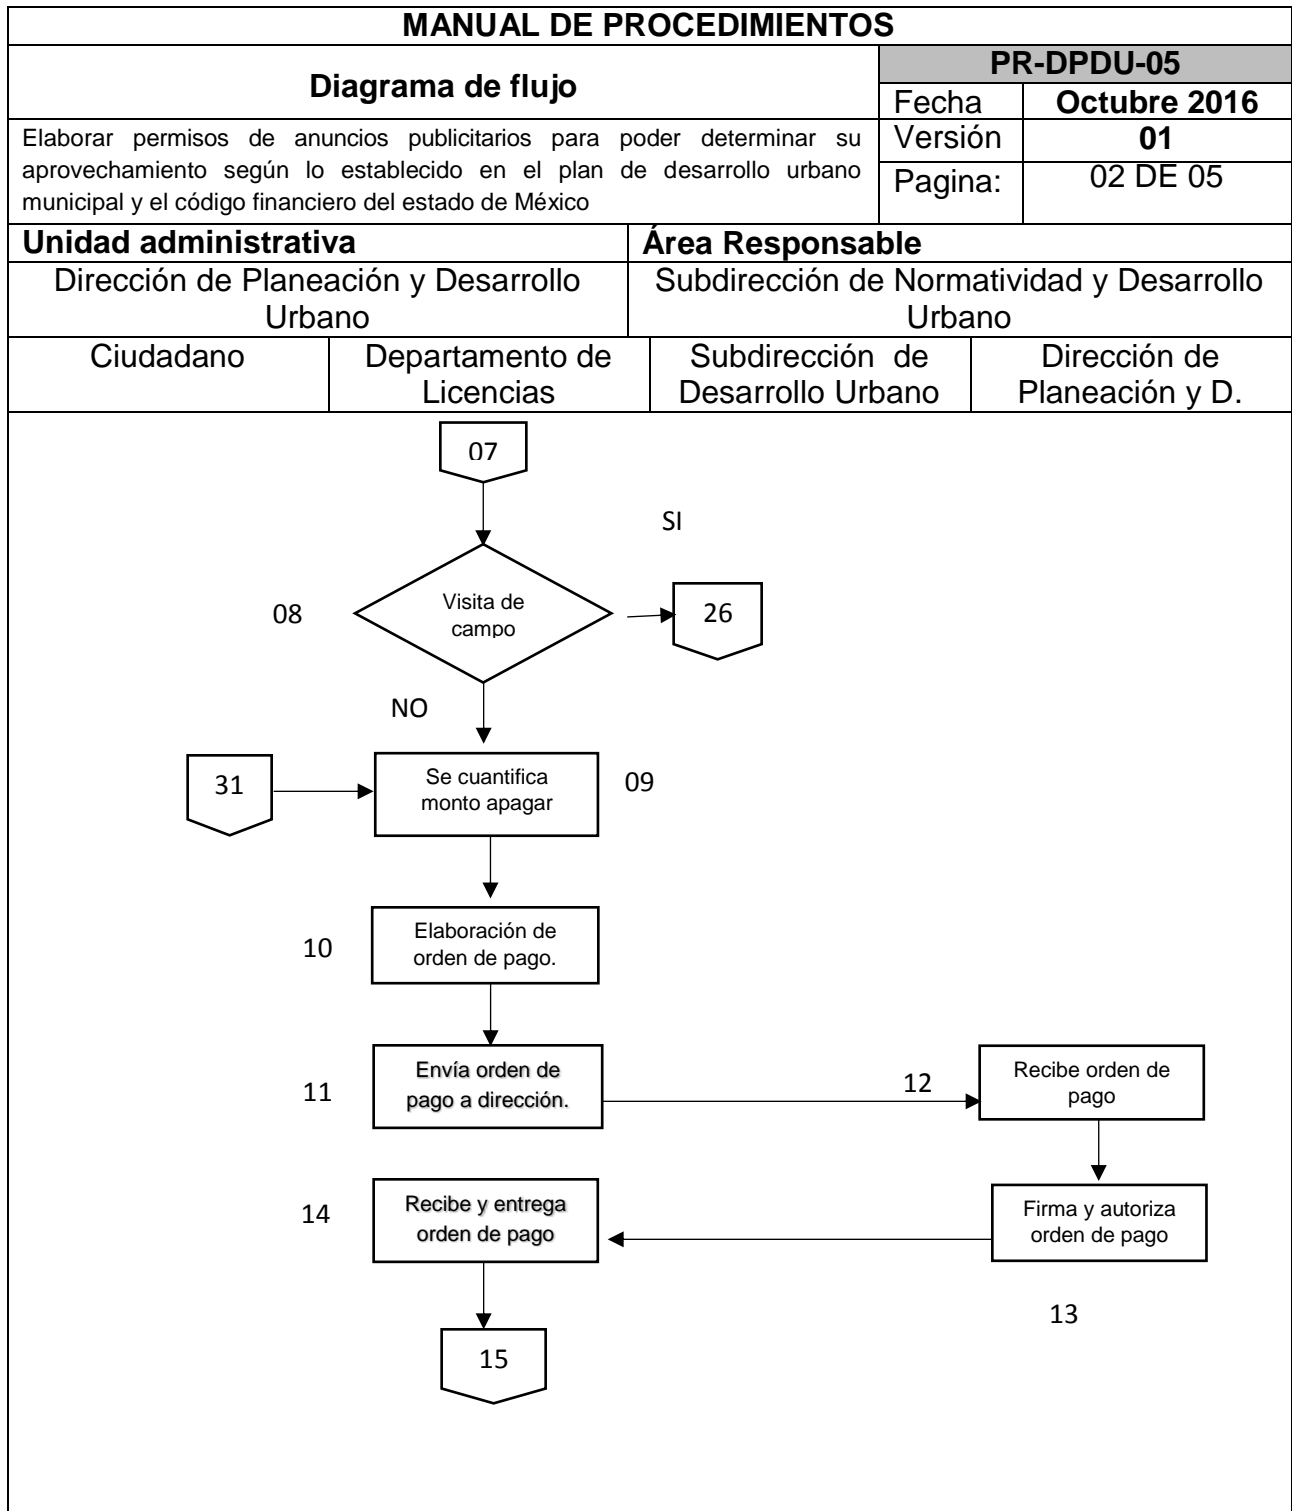 MANUAL DE PROCEDIMIENTOS
Diagrama de flujo
PR-DPDU-05
Fecha
Octubre 2016
Elaborar permisos de anuncios publicitarios para poder determinar su
aprovechamiento según lo establecido en el plan de desarrollo urbano
municipal y el código financiero del estado de México
Versión
01
Pagina:
02 DE 05
Unidad administrativa
Área Responsable
Dirección de Planeación y Desarrollo
Urbano
Subdirección de Normatividad y Desarrollo
Urbano
Ciudadano
Departamento de
Licencias
Subdirección de
Desarrollo Urbano
Dirección de
Planeación y D.
07
SI
08
Visita de
campo
26
NO
31
Se cuantifica
monto apagar
09
10
Elaboración de
orden de pago.
11
Envía orden de
pago a dirección.
12
Recibe orden de
pago
14
Recibe y entrega
orden de pago
Firma y autoriza
orden de pago
13
15